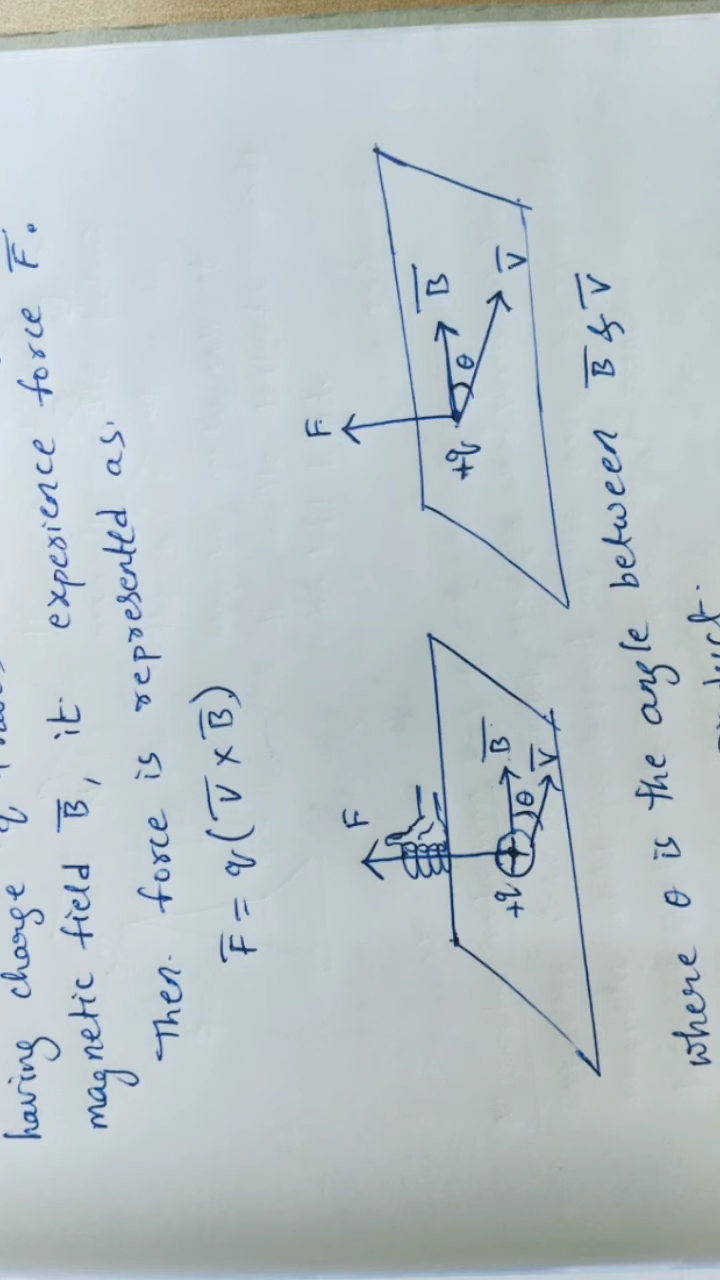 having charge q
magnetic field B̅, it experience force F̅.
Then force is represented as.
F̅ = q(V̅ × B̅)
F
+q
θ
B̅
V̅
F
+q
θ
B̅
V̅
where θ is the angle between B̅ & V̅